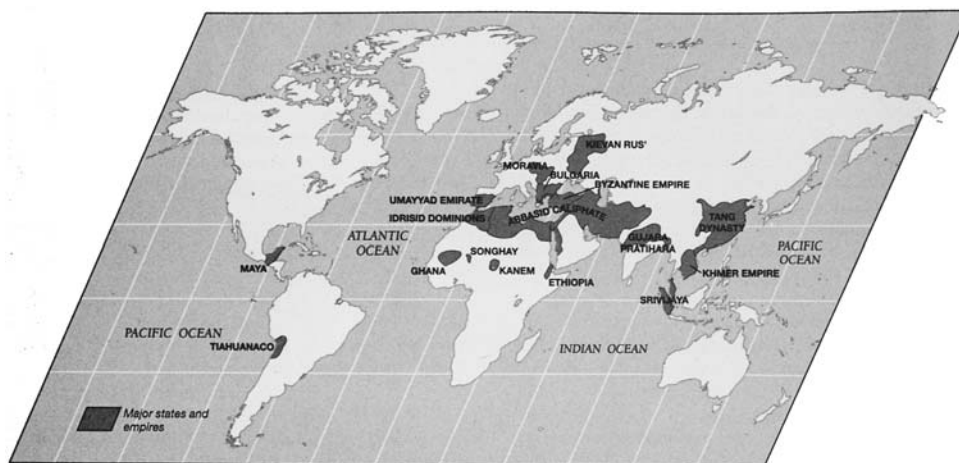 KIEVAN RUS'
MORAVIA
BULGARIA
BYZANTINE EMPIRE
UMAYYAD EMIRATE
IDRISID DOMINIONS
ABBASID CALIPHATE
TANG
DYNASTY
ATLANTIC
OCEAN
GUJARA
PRATIHARA
PACIFIC
OCEAN
SONGHAY
MAYA
GHANA
KANEM
ETHIOPIA
KHMER EMPIRE
SRIVIJAYA
PACIFIC OCEAN
TIAHUANACO
INDIAN OCEAN
Major states and
empires